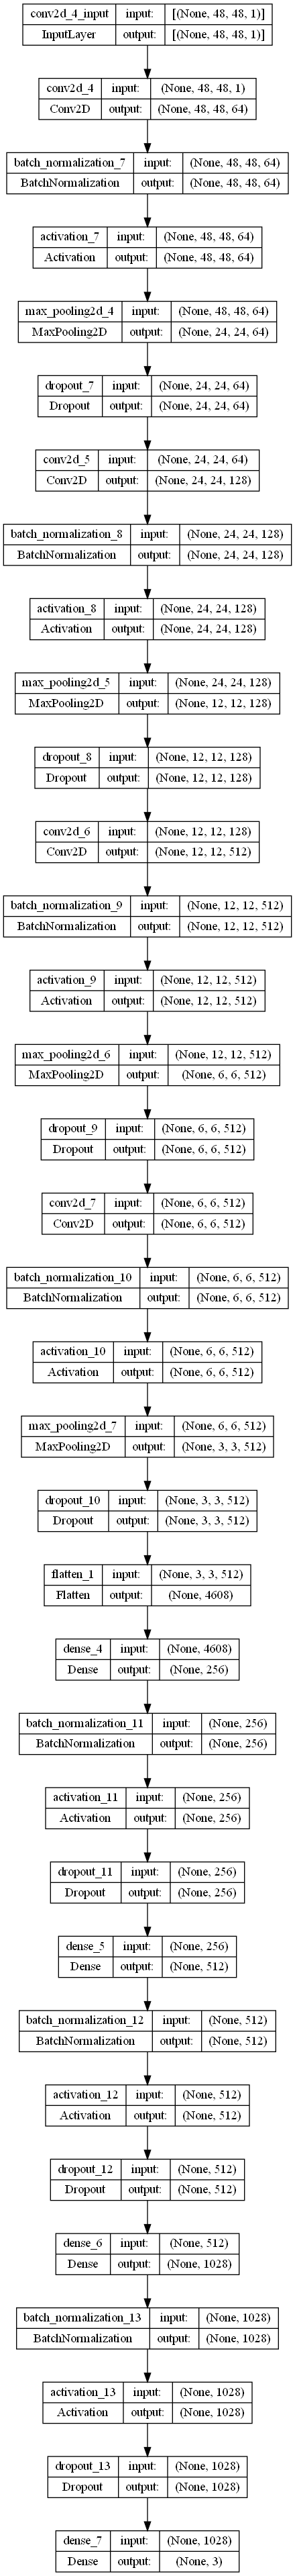 conv2d_4_input input: [(None, 48, 48, 1)]
InputLayer output: [(None, 48, 48, 1)]
conv2d_4 input: (None, 48, 48, 1)
Conv2D output: (None, 48, 48, 64)
batch_normalization_7 input: (None, 48, 48, 64)
BatchNormalization output: (None, 48, 48, 64)
activation_7 input: (None, 48, 48, 64)
Activation output: (None, 48, 48, 64)
max_pooling2d_4 input: (None, 48, 48, 64)
MaxPooling2D output: (None, 24, 24, 64)
dropout_7 input: (None, 24, 24, 64)
Dropout output: (None, 24, 24, 64)
conv2d_5 input: (None, 24, 24, 64)
Conv2D output: (None, 24, 24, 128)
batch_normalization_8 input: (None, 24, 24, 128)
BatchNormalization output: (None, 24, 24, 128)
activation_8 input: (None, 24, 24, 128)
Activation output: (None, 24, 24, 128)
max_pooling2d_5 input: (None, 24, 24, 128)
MaxPooling2D output: (None, 12, 12, 128)
dropout_8 input: (None, 12, 12, 128)
Dropout output: (None, 12, 12, 128)
conv2d_6 input: (None, 12, 12, 128)
Conv2D output: (None, 12, 12, 512)
batch_normalization_9 input: (None, 12, 12, 512)
BatchNormalization output: (None, 12, 12, 512)
activation_9 input: (None, 12, 12, 512)
Activation output: (None, 12, 12, 512)
max_pooling2d_6 input: (None, 12, 12, 512)
MaxPooling2D output: (None, 6, 6, 512)
dropout_9 input: (None, 6, 6, 512)
Dropout output: (None, 6, 6, 512)
conv2d_7 input: (None, 6, 6, 512)
Conv2D output: (None, 6, 6, 512)
batch_normalization_10 input: (None, 6, 6, 512)
BatchNormalization output: (None, 6, 6, 512)
activation_10 input: (None, 6, 6, 512)
Activation output: (None, 6, 6, 512)
max_pooling2d_7 input: (None, 6, 6, 512)
MaxPooling2D output: (None, 3, 3, 512)
dropout_10 input: (None, 3, 3, 512)
Dropout output: (None, 3, 3, 512)
flatten_1 input: (None, 3, 3, 512)
Flatten output: (None, 4608)
dense_4 input: (None, 4608)
Dense output: (None, 256)
batch_normalization_11 input: (None, 256)
BatchNormalization output: (None, 256)
activation_11 input: (None, 256)
Activation output: (None, 256)
dropout_11 input: (None, 256)
Dropout output: (None, 256)
dense_5 input: (None, 256)
Dense output: (None, 512)
batch_normalization_12 input: (None, 512)
BatchNormalization output: (None, 512)
activation_12 input: (None, 512)
Activation output: (None, 512)
dropout_12 input: (None, 512)
Dropout output: (None, 512)
dense_6 input: (None, 512)
Dense output: (None, 1028)
batch_normalization_13 input: (None, 1028)
BatchNormalization output: (None, 1028)
activation_13 input: (None, 1028)
Activation output: (None, 1028)
dropout_13 input: (None, 1028)
Dropout output: (None, 1028)
dense_7 input: (None, 1028)
Dense output: (None, 3)